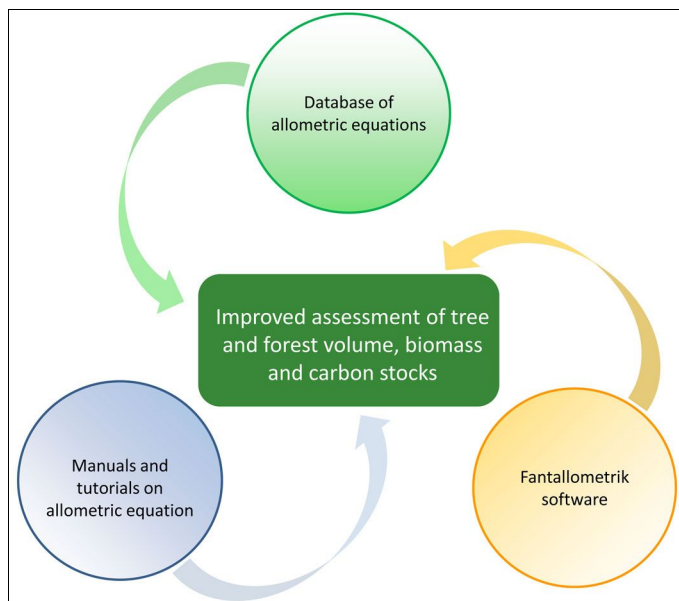 Database of
allometric equations
Improved assessment of tree
and forest volume, biomass
and carbon stocks
Manuals and
tutorials on
allometric equation
Fantallometrik
software